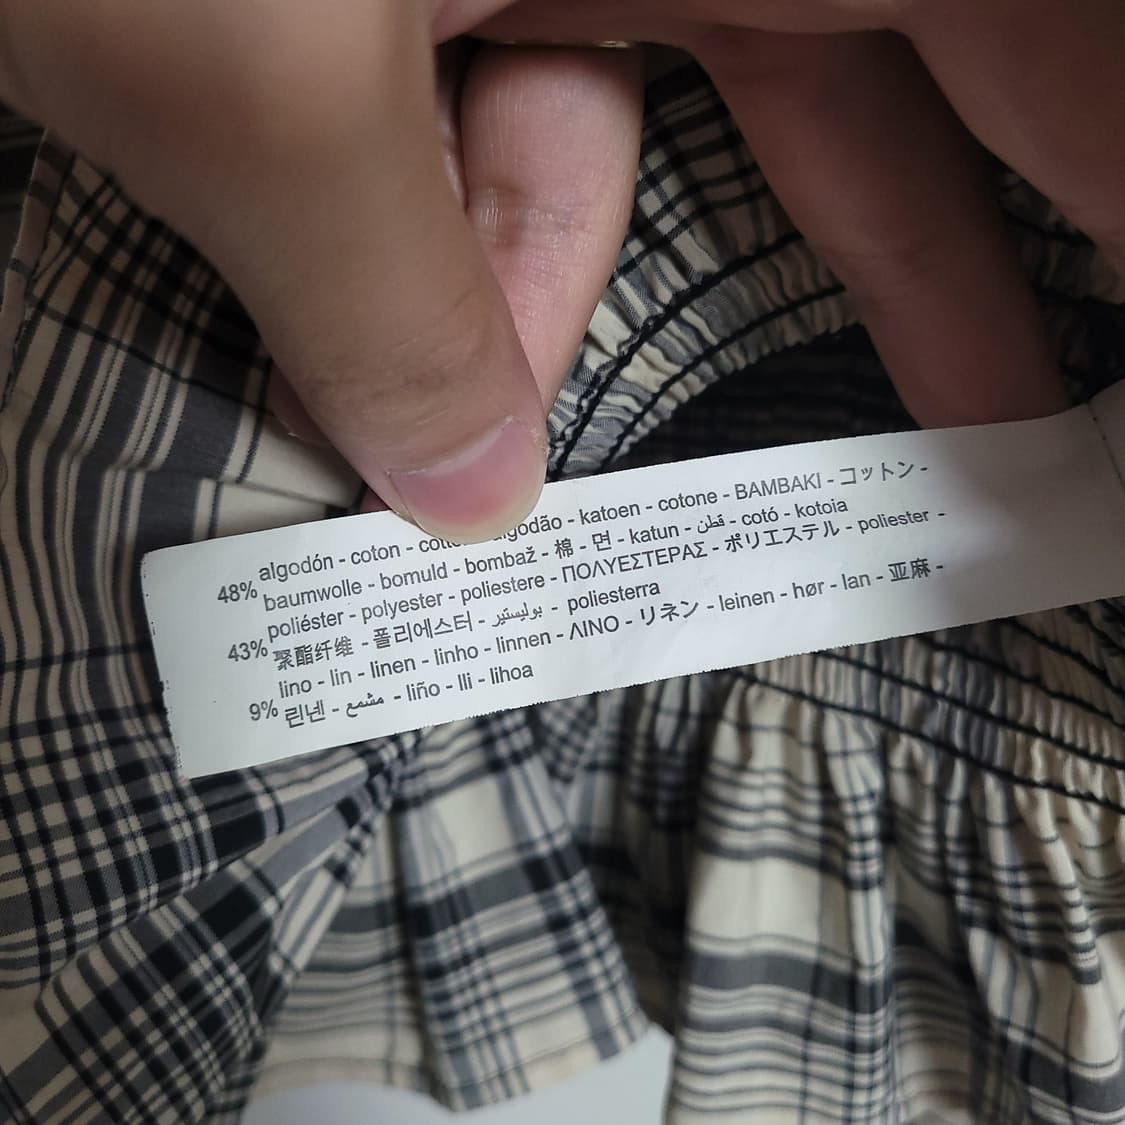 48% algodón - coton - - katoen - cotone - BAMBAKI - コットン -
baumwolle - bomuld - bombaž - 棉 - 면 - katun - قطن - cotó - kotoia
43% poliéster - polyester - poliestere - ΠΟΛΥΕΣΤΕΡΑΣ - ポリエステル - poliester -
聚酯纤维 - 폴리에스터 - بوليستير - poliesterra
9% lino - lin - linen - linho - linnen - ΛΙΝΟ - リネン - leinen - hør - lan - 亚麻 -
린넨 - مشمع - liño - lli - lihoa